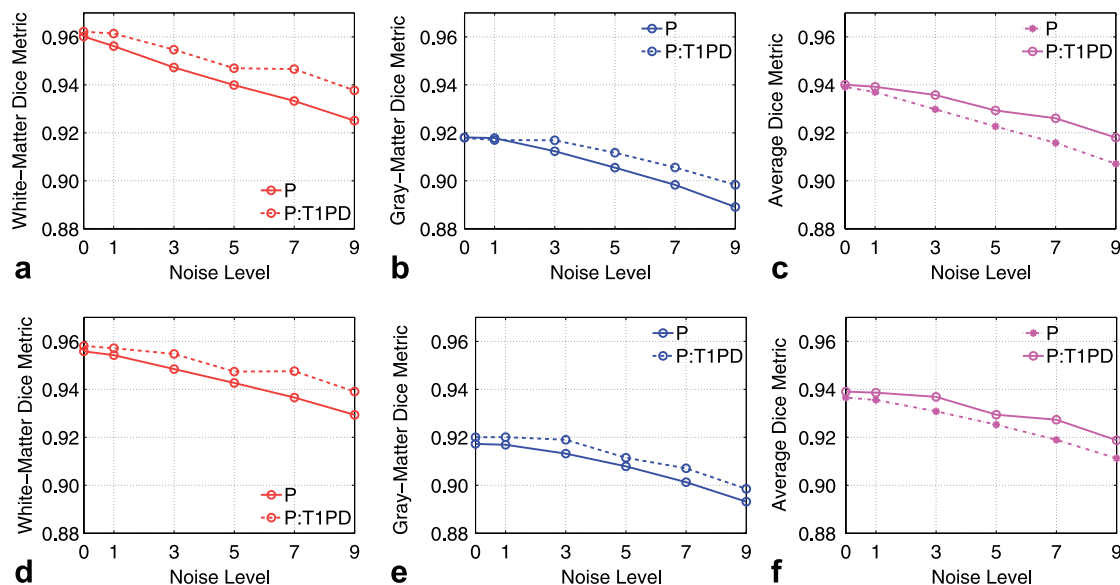 White-Matter Dice Metric
0.96
0.94
0.92
0.90
0.88
P
P:T1PD
0 1 3 5 7 9
Noise Level
a
Gray-Matter Dice Metric
0.96
0.94
0.92
0.90
0.88
P
P:T1PD
0 1 3 5 7 9
Noise Level
b
Average Dice Metric
0.96
0.94
0.92
0.90
0.88
P
P:T1PD
0 1 3 5 7 9
Noise Level
c
White-Matter Dice Metric
0.96
0.94
0.92
0.90
0.88
P
P:T1PD
0 1 3 5 7 9
Noise Level
d
Gray-Matter Dice Metric
0.96
0.94
0.92
0.90
0.88
P
P:T1PD
0 1 3 5 7 9
Noise Level
e
Average Dice Metric
0.96
0.94
0.92
0.90
0.88
P
P:T1PD
0 1 3 5 7 9
Noise Level
f